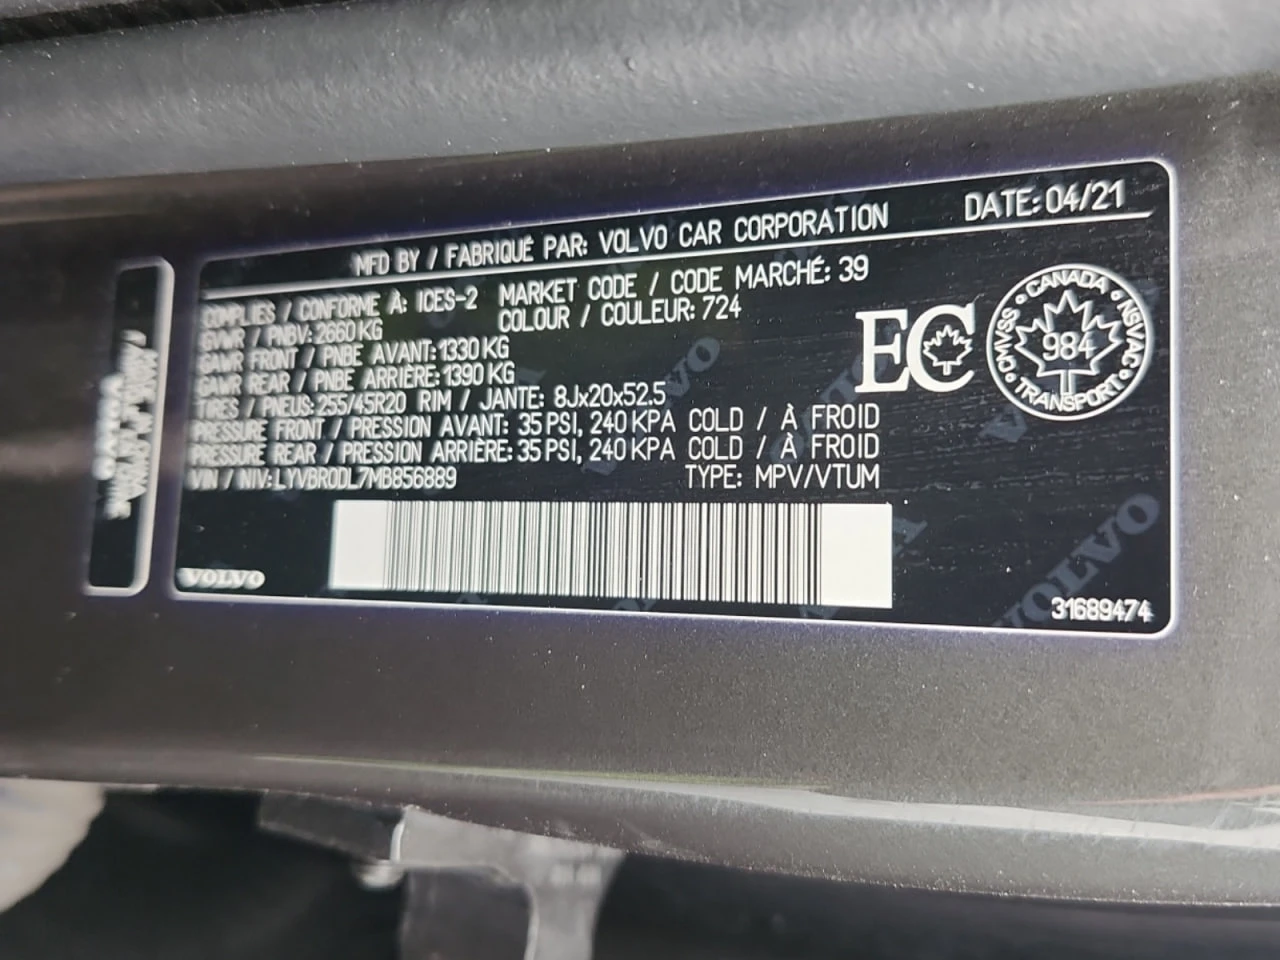 MFD BY / FABRIQUÉ PAR: VOLVO CAR CORPORATION DATE: 04/21
COMPLIES / CONFORME À: ICES-2 MARKET CODE / CODE MARCHÉ: 39
GVWR / PNBV: 2660 KG COLOUR / COULEUR: 724
GAWR FRONT / PNBE AVANT: 1330 KG
GAWR REAR / PNBE ARRIÈRE: 1390 KG
TIRES / PNEUS: 255/45R20 RIM / JANTE: 8Jx20x52.5
PRESSURE FRONT / PRESSION AVANT: 35 PSI, 240 KPA COLD / À FROID
PRESSURE REAR / PRESSION ARRIÈRE: 35 PSI, 240 KPA COLD / À FROID
VIN / NIV: LYVBR0DL7MB856889 TYPE: MPV/VTUM
EC
CANADA
CMVSS 984 NSVAC
TRANSPORT
VOLVO
VOLVO
VOLVO
31689474